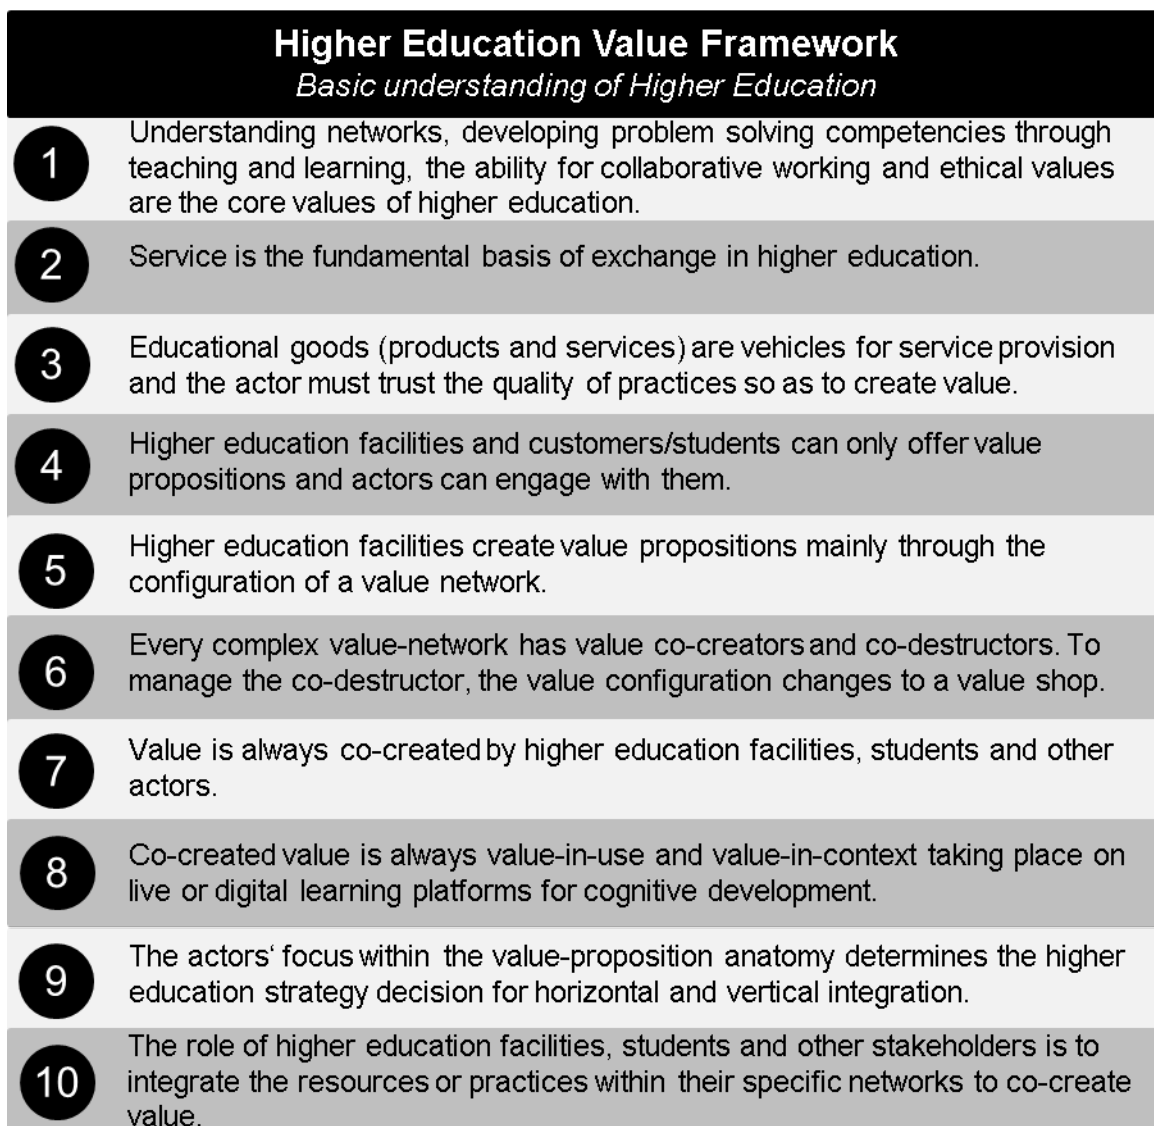 Higher Education Value Framework
Basic understanding of Higher Education
1
Understanding networks, developing problem solving competencies through
teaching and learning, the ability for collaborative working and ethical values
are the core values of higher education.
2
Service is the fundamental basis of exchange in higher education.
3
Educational goods (products and services) are vehicles for service provision
and the actor must trust the quality of practices so as to create value.
4
Higher education facilities and customers/students can only offer value
propositions and actors can engage with them.
5
Higher education facilities create value propositions mainly through the
configuration of a value network.
6
Every complex value-network has value co-creators and co-destructors. To
manage the co-destructor, the value configuration changes to a value shop.
7
Value is always co-created by higher education facilities, students and other
actors.
8
Co-created value is always value-in-use and value-in-context taking place on
live or digital learning platforms for cognitive development.
9
The actors‘ focus within the value-proposition anatomy determines the higher
education strategy decision for horizontal and vertical integration.
10
The role of higher education facilities, students and other stakeholders is to
integrate the resources or practices within their specific networks to co-create
value.